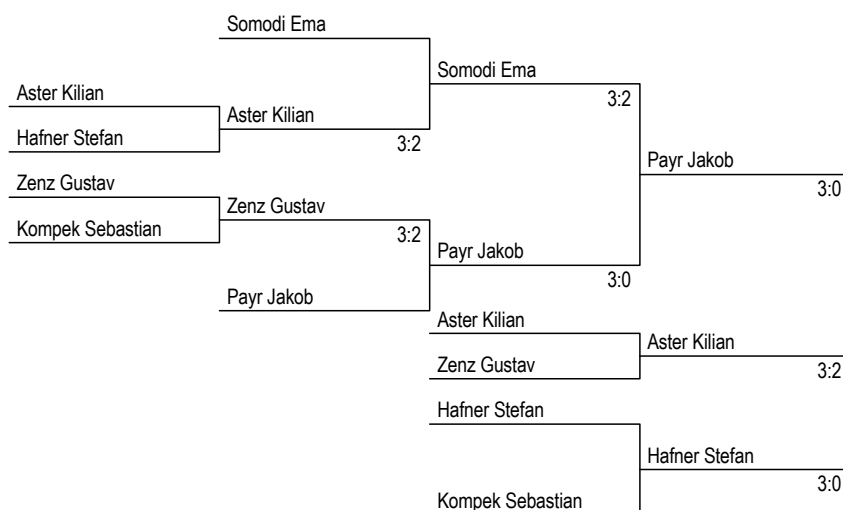 Somodi Ema
Somodi Ema
3:2
Aster Kilian
Aster Kilian
3:2
Hafner Stefan
Payr Jakob
3:0
Zenz Gustav
Zenz Gustav
3:2
Kompek Sebastian
Payr Jakob
3:0
Payr Jakob
Aster Kilian
Aster Kilian
3:2
Zenz Gustav
Hafner Stefan
Hafner Stefan
3:0
Kompek Sebastian